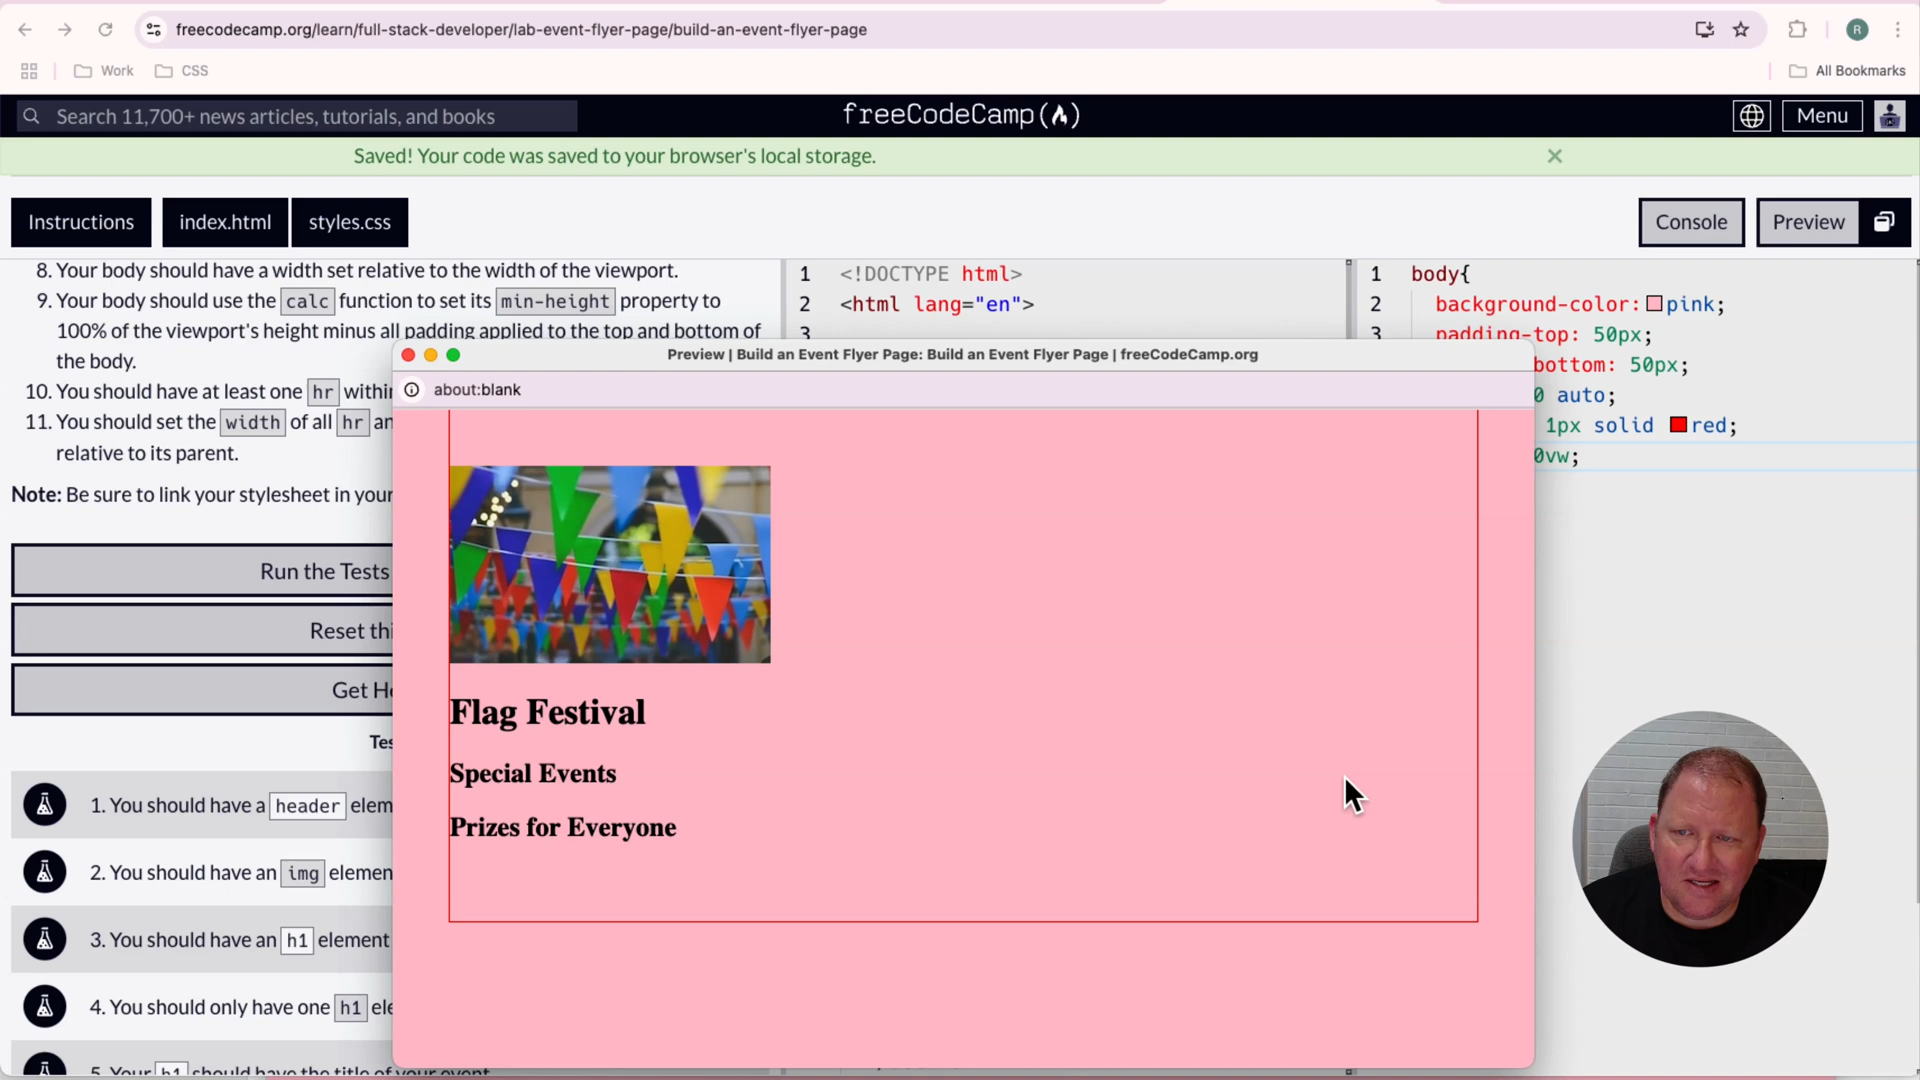 freecodecamp.org/learn/full-stack-developer/lab-event-flyer-page/build-an-event-flyer-page
R
Work
CSS
All Bookmarks
Search 11,700+ news articles, tutorials, and books
freeCodeCamp
Menu
Saved! Your code was saved to your browser's local storage.
Instructions
index.html
styles.css
Console
Preview
8. Your body should have a width set relative to the width of the viewport.
9. Your body should use the calc function to set its min-height property to
100% of the viewport's height minus all padding applied to the top and bottom of
the body.
10. You should have at least one hr within
11. You should set the width of all hr
relative to its parent.
Note: Be sure to link your stylesheet in your
Run the Tests
Reset
Get
1. You should have a header
2. You should have an img
3. You should have an h1 element
4. You should only have one h1
5. Your h1 should have the title of your event
1 <!DOCTYPE html>
2 <html lang="en">
3
1 body{
2 background-color: pink;
3 padding-top: 50px;
bottom: 50px;
0 auto;
1px solid red;
0vw;
Preview | Build an Event Flyer Page: Build an Event Flyer Page | freeCodeCamp.org
about:blank
Flag Festival
Special Events
Prizes for Everyone